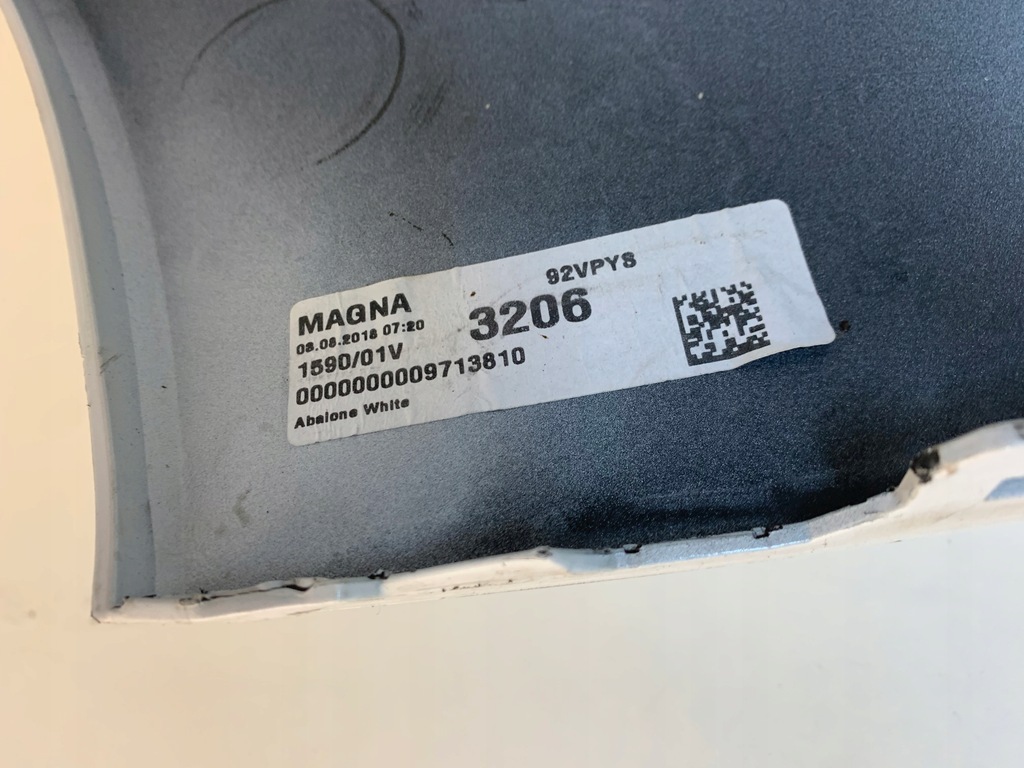 92VPYS
MAGNA
3206
08.08.2018 07:20
1590/01V
0000000009713810
Abalone White